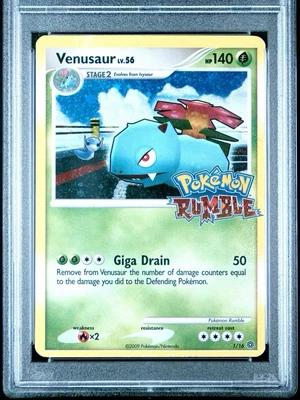 Venusaur LV.56
HP 140
STAGE 2 Evolves from Ivysaur
POKéMON
RUMBLE
Giga Drain 50
Remove from Venusaur the number of damage counters equal
to the damage you did to the Defending Pokémon.
Pokémon Rumble
weakness resistance retreat cost
×2
©2009 Pokémon/Nintendo
1/16